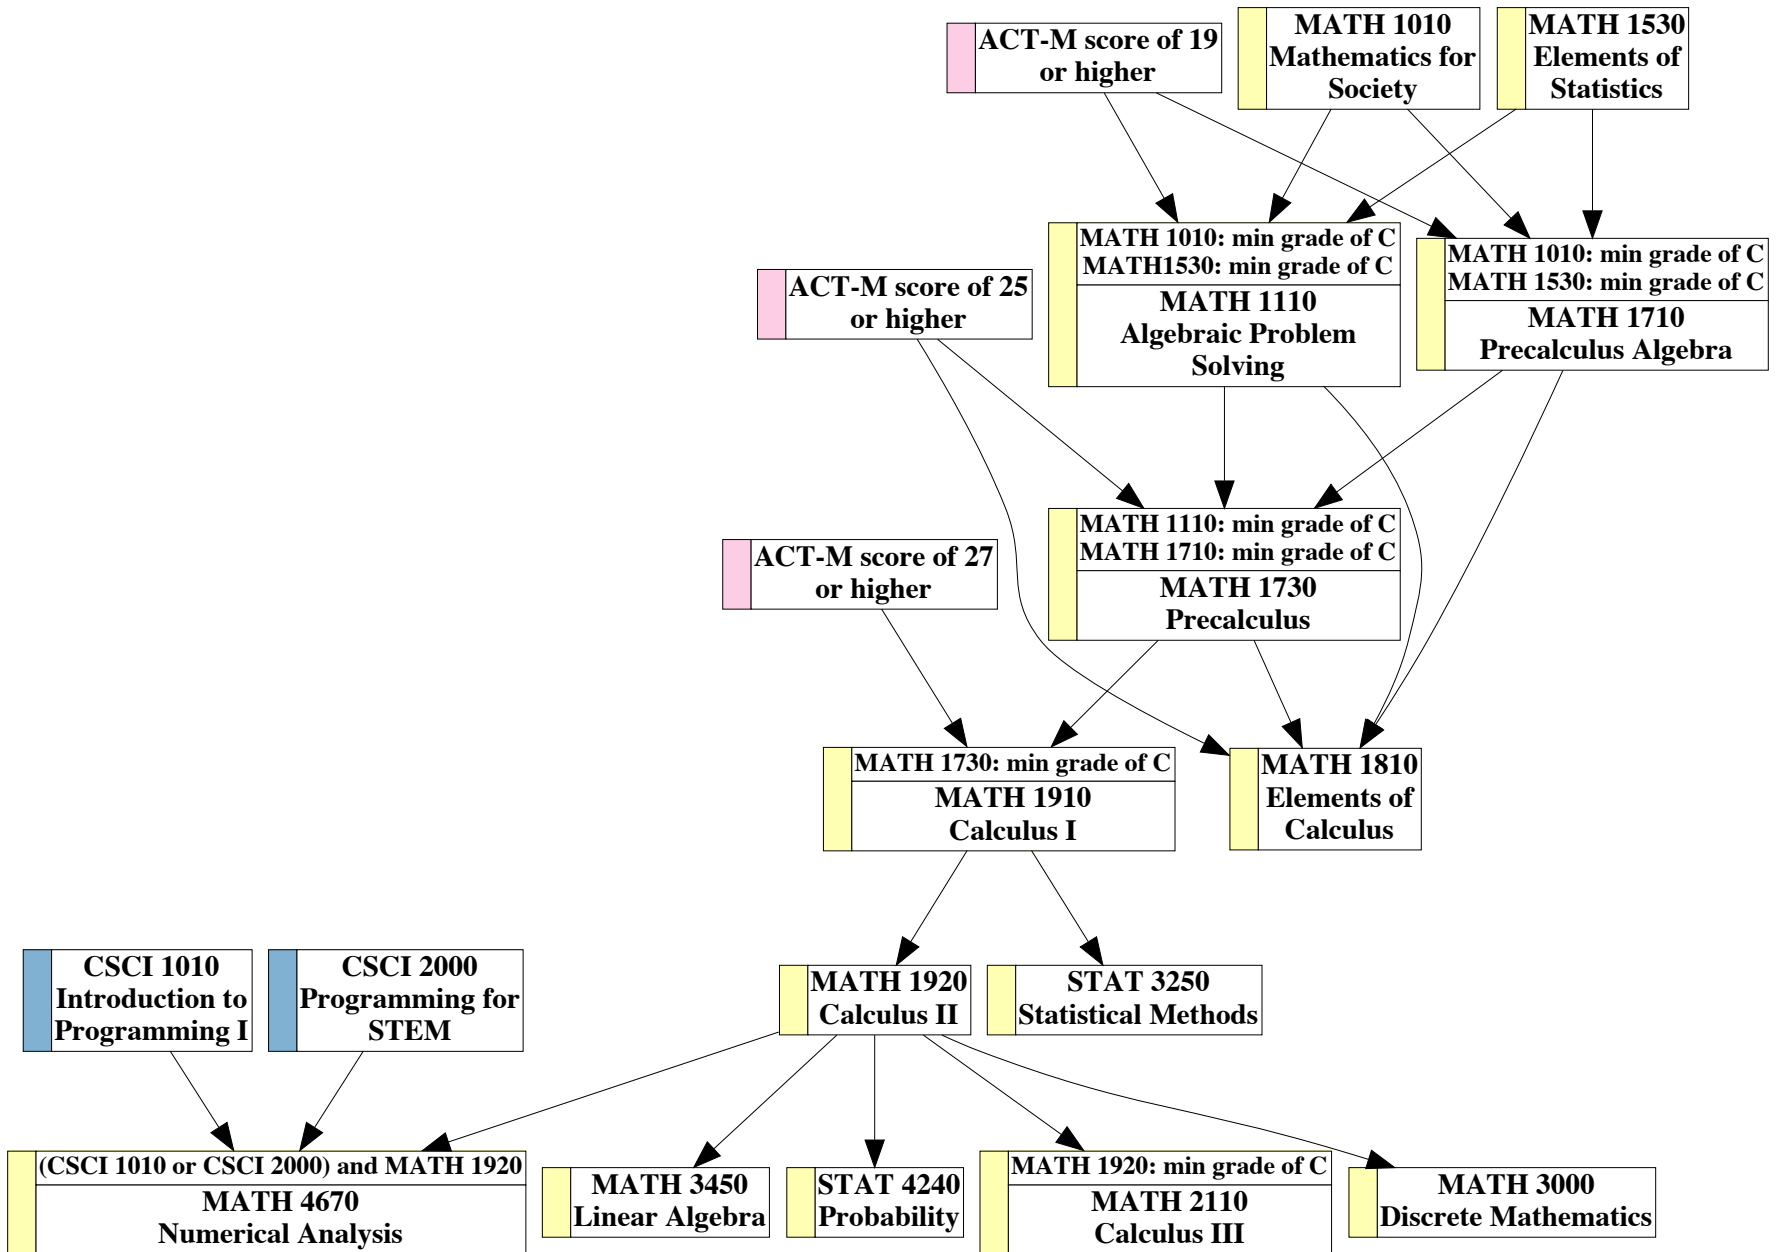 ACT-M score of 19
or higher
MATH 1010
Mathematics for
Society
MATH 1530
Elements of
Statistics
MATH 1010: min grade of C
MATH1530: min grade of C
MATH 1110
Algebraic Problem
Solving
MATH 1010: min grade of C
MATH 1530: min grade of C
MATH 1710
Precalculus Algebra
ACT-M score of 25
or higher
MATH 1110: min grade of C
MATH 1710: min grade of C
MATH 1730
Precalculus
ACT-M score of 27
or higher
MATH 1730: min grade of C
MATH 1910
Calculus I
MATH 1810
Elements of
Calculus
CSCI 1010
Introduction to
Programming I
CSCI 2000
Programming for
STEM
MATH 1920
Calculus II
STAT 3250
Statistical Methods
(CSCI 1010 or CSCI 2000) and MATH 1920
MATH 4670
Numerical Analysis
MATH 3450
Linear Algebra
STAT 4240
Probability
MATH 1920: min grade of C
MATH 2110
Calculus III
MATH 3000
Discrete Mathematics